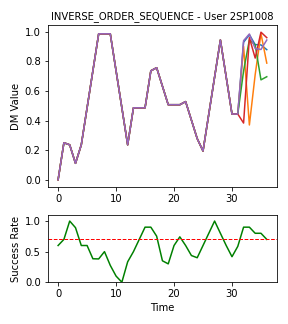 INVERSE_ORDER_SEQUENCE - User 2SP1008
1.0
0.8
0.6
0.4
0.2
0.0
DM Value
0 10 20 30
1.0
0.5
0.0
Success Rate
0 10 20 30
Time